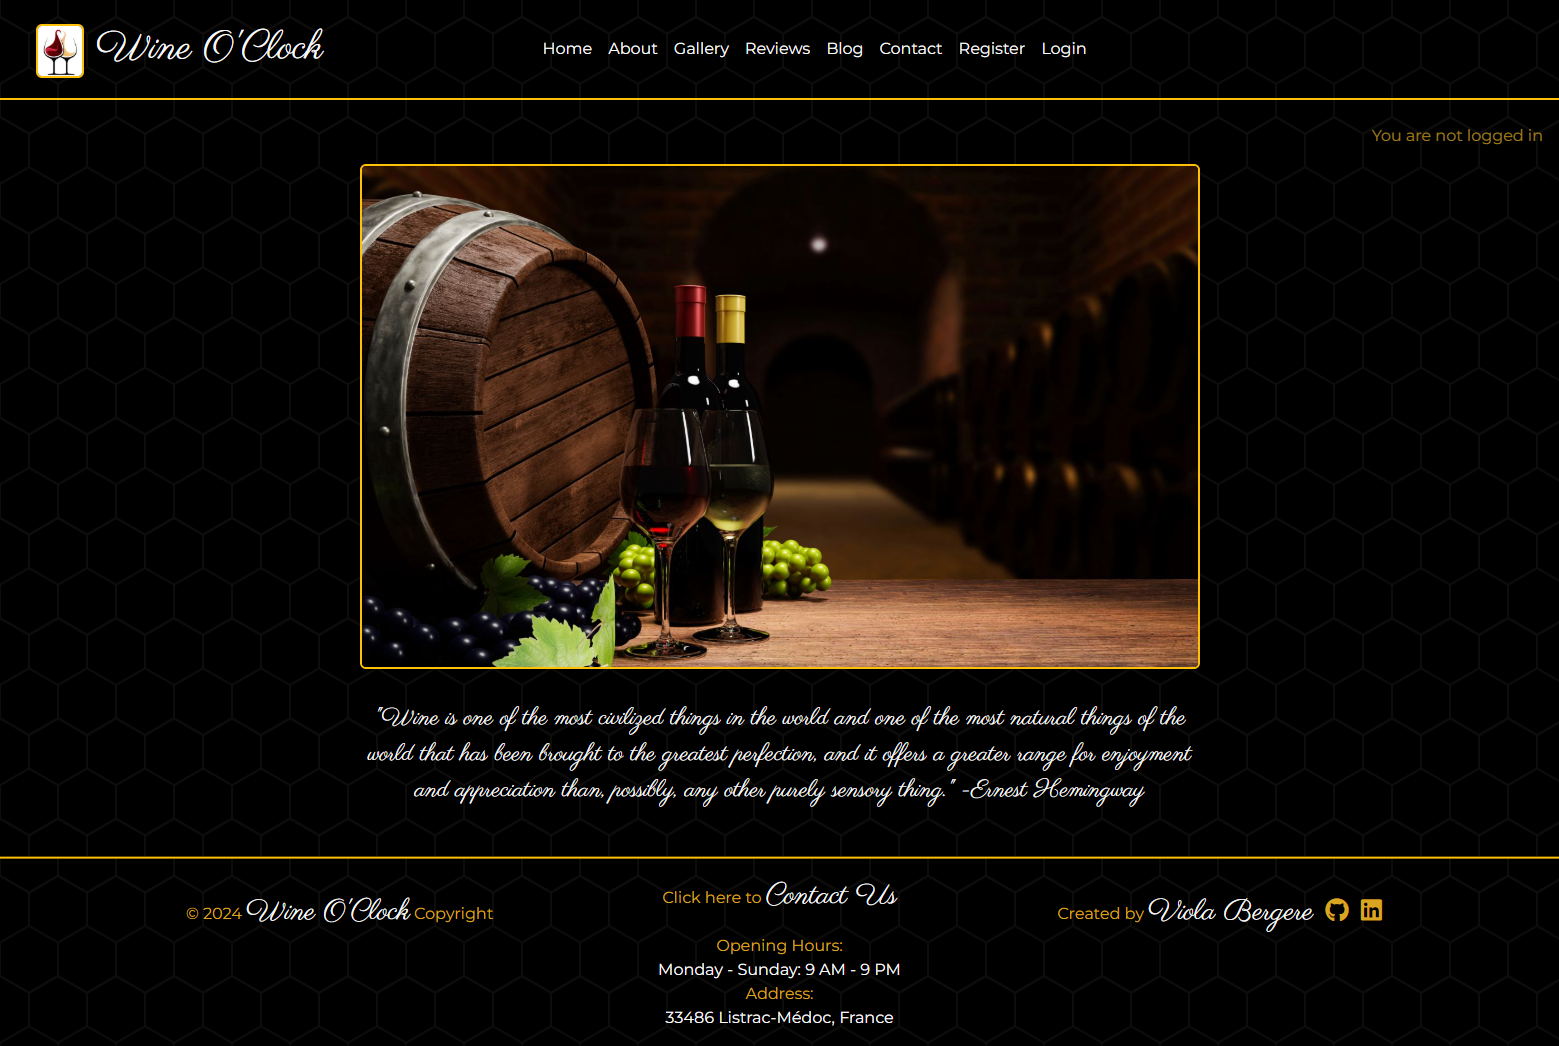 Wine O'Clock
Home About Gallery Reviews Blog Contact Register Login
You are not logged in
"Wine is one of the most civilized things in the world and one of the most natural things of the
world that has been brought to the greatest perfection, and it offers a greater range for enjoyment
and appreciation than, possibly, any other purely sensory thing." -Ernest Hemingway
© 2024 Wine O'Clock Copyright
Click here to Contact Us
Opening Hours:
Monday - Sunday: 9 AM - 9 PM
Address:
33486 Listrac-Médoc, France
Created by Viola Bergere